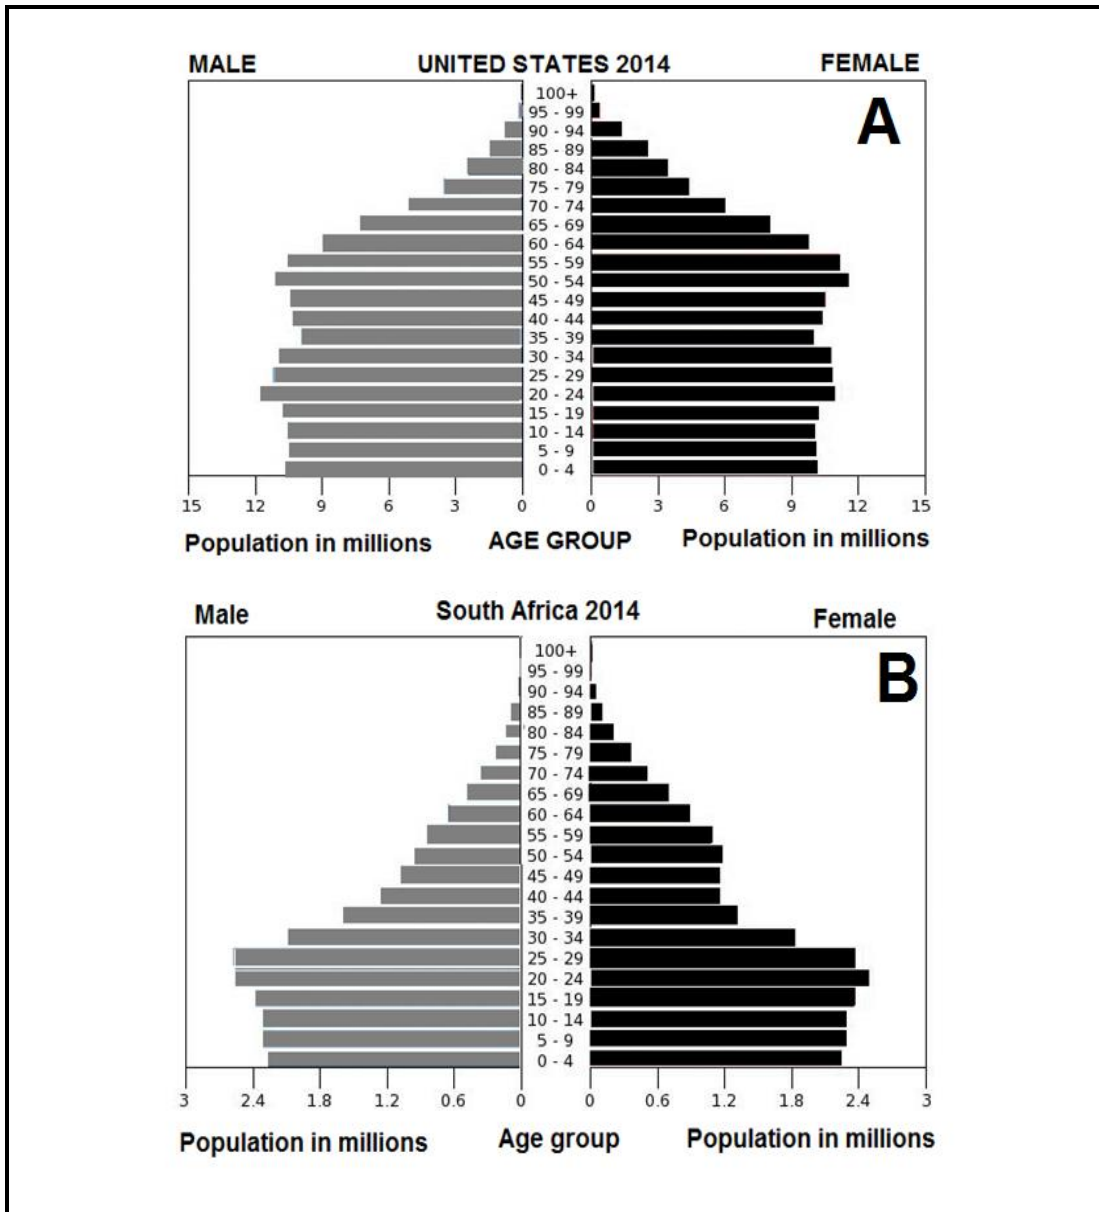 MALE UNITED STATES 2014 FEMALE
A
100+
95 - 99
90 - 94
85 - 89
80 - 84
75 - 79
70 - 74
65 - 69
60 - 64
55 - 59
50 - 54
45 - 49
40 - 44
35 - 39
30 - 34
25 - 29
20 - 24
15 - 19
10 - 14
5 - 9
0 - 4
15 12 9 6 3 0 0 3 6 9 12 15
Population in millions AGE GROUP Population in millions
Male South Africa 2014 Female
B
100+
95 - 99
90 - 94
85 - 89
80 - 84
75 - 79
70 - 74
65 - 69
60 - 64
55 - 59
50 - 54
45 - 49
40 - 44
35 - 39
30 - 34
25 - 29
20 - 24
15 - 19
10 - 14
5 - 9
0 - 4
3 2.4 1.8 1.2 0.6 0 0 0.6 1.2 1.8 2.4 3
Population in millions Age group Population in millions